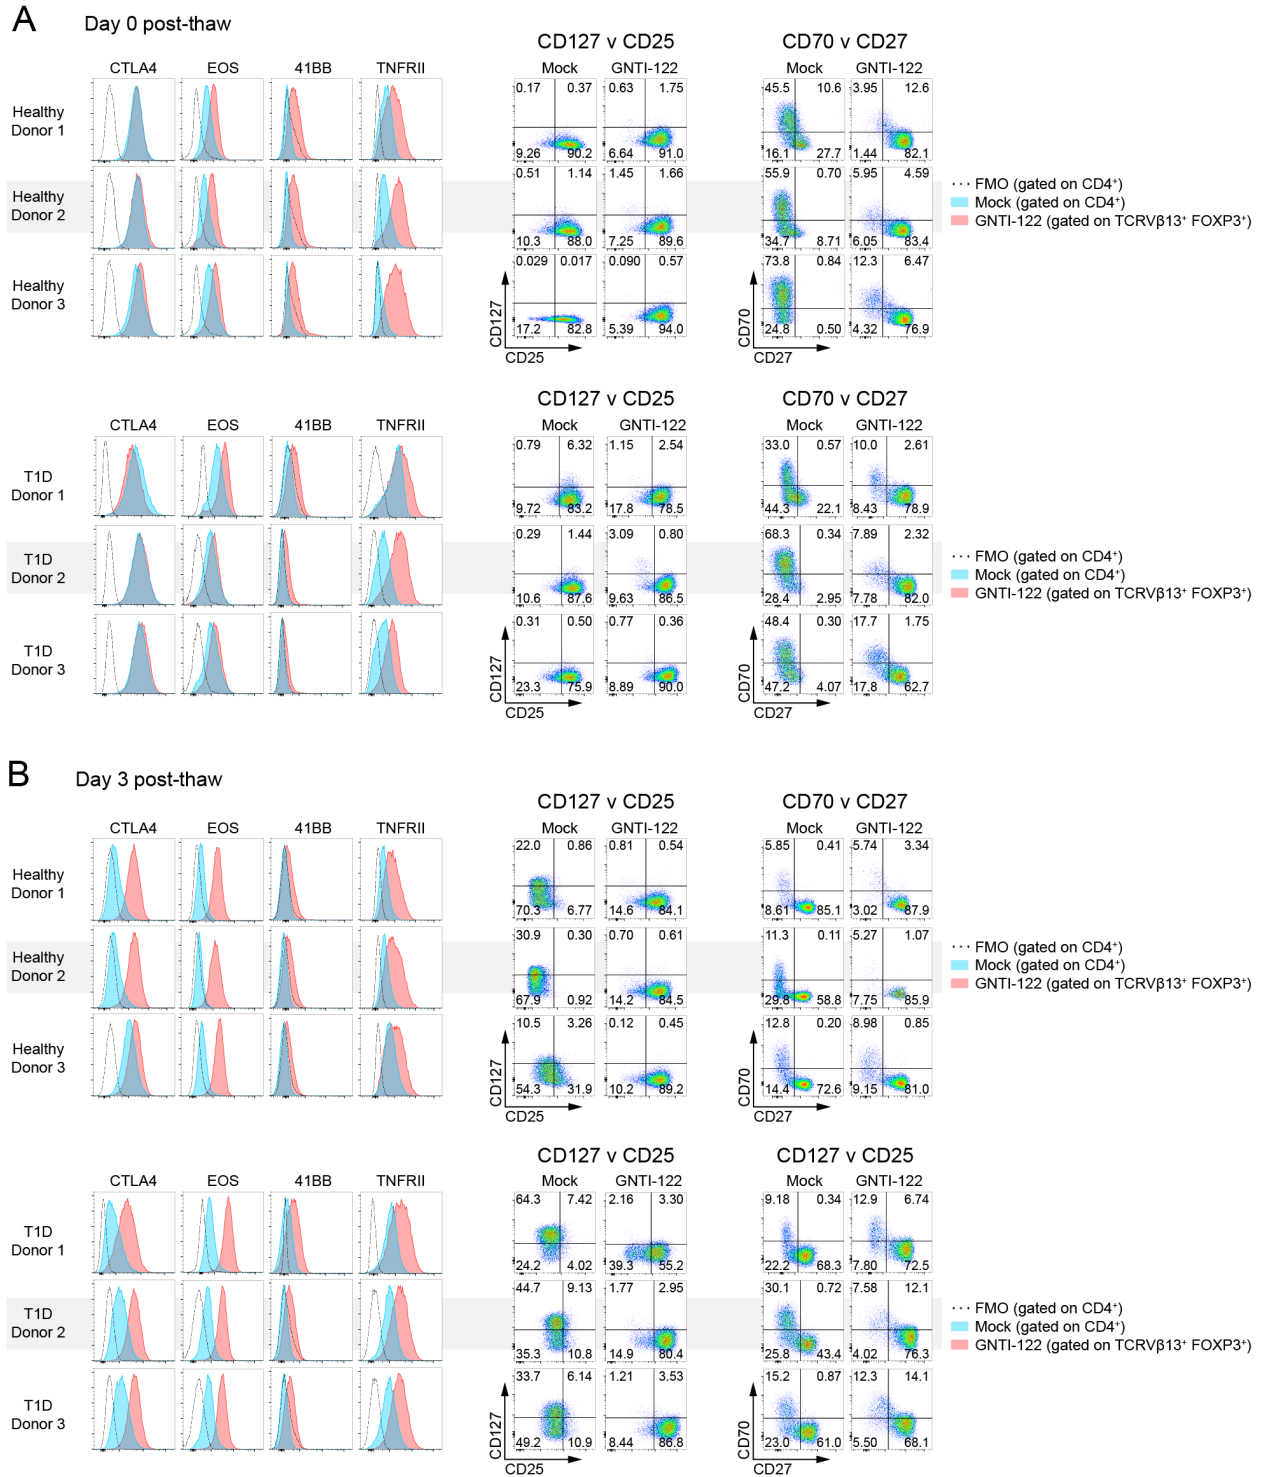 A
Day 0 post-thaw
CD127 v CD25
CD70 v CD27
CTLA4 EOS 41BB TNFRII Mock GNTI-122 Mock GNTI-122
Healthy Donor 1
0.17 0.37 0.63 1.75 45.5 10.6 3.95 12.6
9.26 90.2 6.64 91.0 16.1 27.7 1.44 82.1
Healthy Donor 2
0.51 1.14 1.45 1.66 55.9 0.70 5.95 4.59
10.3 88.0 7.25 89.6 34.7 8.71 6.05 83.4
Healthy Donor 3
0.029 0.017 0.090 0.57 73.8 0.84 12.3 6.47
17.2 82.8 5.39 94.0 24.8 0.50 4.32 76.9
CD127
CD25
CD70
CD27
FMO (gated on CD4⁺)
Mock (gated on CD4⁺)
GNTI-122 (gated on TCRVβ13⁺ FOXP3⁺)
CD127 v CD25
CD70 v CD27
CTLA4 EOS 41BB TNFRII Mock GNTI-122 Mock GNTI-122
T1D Donor 1
0.79 6.32 1.15 2.54 33.0 0.57 10.0 2.61
9.72 83.2 17.8 78.5 44.3 22.1 8.43 78.9
T1D Donor 2
0.29 1.44 3.09 0.80 68.3 0.34 7.89 2.32
10.6 87.6 9.63 86.5 28.4 2.95 7.78 82.0
T1D Donor 3
0.31 0.50 0.77 0.36 48.4 0.30 17.7 1.75
23.3 75.9 8.89 90.0 47.2 4.07 17.8 62.7
CD127
CD25
CD70
CD27
FMO (gated on CD4⁺)
Mock (gated on CD4⁺)
GNTI-122 (gated on TCRVβ13⁺ FOXP3⁺)
B
Day 3 post-thaw
CD127 v CD25
CD70 v CD27
CTLA4 EOS 41BB TNFRII Mock GNTI-122 Mock GNTI-122
Healthy Donor 1
22.0 0.86 0.81 0.54 5.85 0.41 5.74 3.34
70.3 6.77 14.6 84.1 8.61 85.1 3.02 87.9
Healthy Donor 2
30.9 0.30 0.70 0.61 11.3 0.11 5.27 1.07
67.9 0.92 14.2 84.5 29.8 58.8 7.75 85.9
Healthy Donor 3
10.5 3.26 0.12 0.45 12.8 0.20 8.98 0.85
54.3 31.9 10.2 89.2 14.4 72.6 9.15 81.0
CD127
CD25
CD70
CD27
FMO (gated on CD4⁺)
Mock (gated on CD4⁺)
GNTI-122 (gated on TCRVβ13⁺ FOXP3⁺)
CD127 v CD25
CD127 v CD25
CTLA4 EOS 41BB TNFRII Mock GNTI-122 Mock GNTI-122
T1D Donor 1
64.3 7.42 2.16 3.30 9.18 0.34 12.9 6.74
24.2 4.02 39.3 55.2 22.2 68.3 7.80 72.5
T1D Donor 2
44.7 9.13 1.77 2.95 30.1 0.72 7.58 12.1
35.3 10.8 14.9 80.4 25.8 43.4 4.02 76.3
T1D Donor 3
33.7 6.14 1.21 3.53 15.2 0.87 12.3 14.1
49.2 10.9 8.44 86.8 23.0 61.0 5.50 68.1
CD127
CD25
CD70
CD27
FMO (gated on CD4⁺)
Mock (gated on CD4⁺)
GNTI-122 (gated on TCRVβ13⁺ FOXP3⁺)